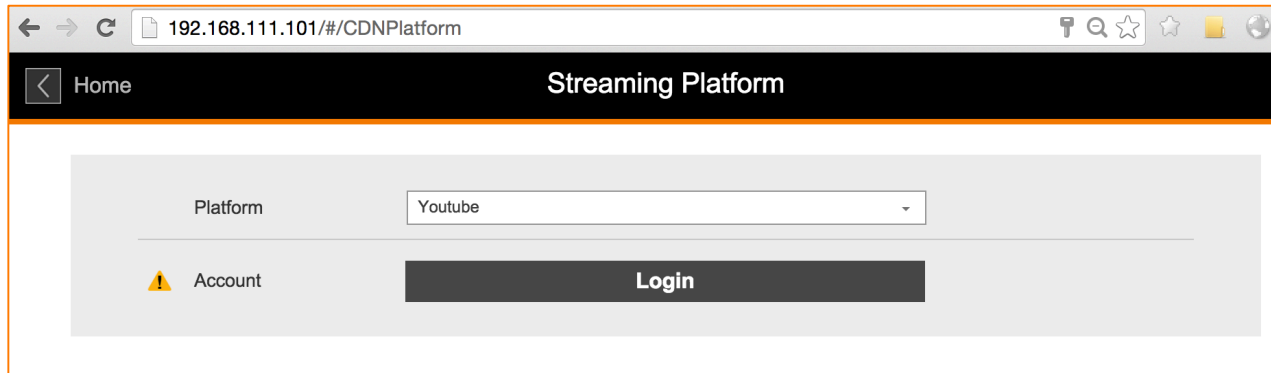 192.168.111.101/#/CDNPlatform
Home Streaming Platform
Platform Youtube
Account Login